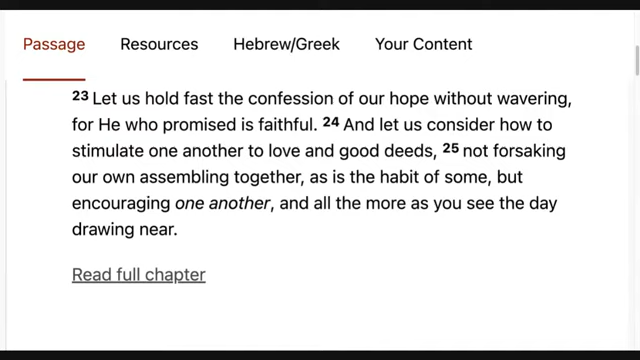 Passage Resources Hebrew/Greek Your Content
23 Let us hold fast the confession of our hope without wavering,
for He who promised is faithful. 24 And let us consider how to
stimulate one another to love and good deeds, 25 not forsaking
our own assembling together, as is the habit of some, but
encouraging one another, and all the more as you see the day
drawing near.
Read full chapter